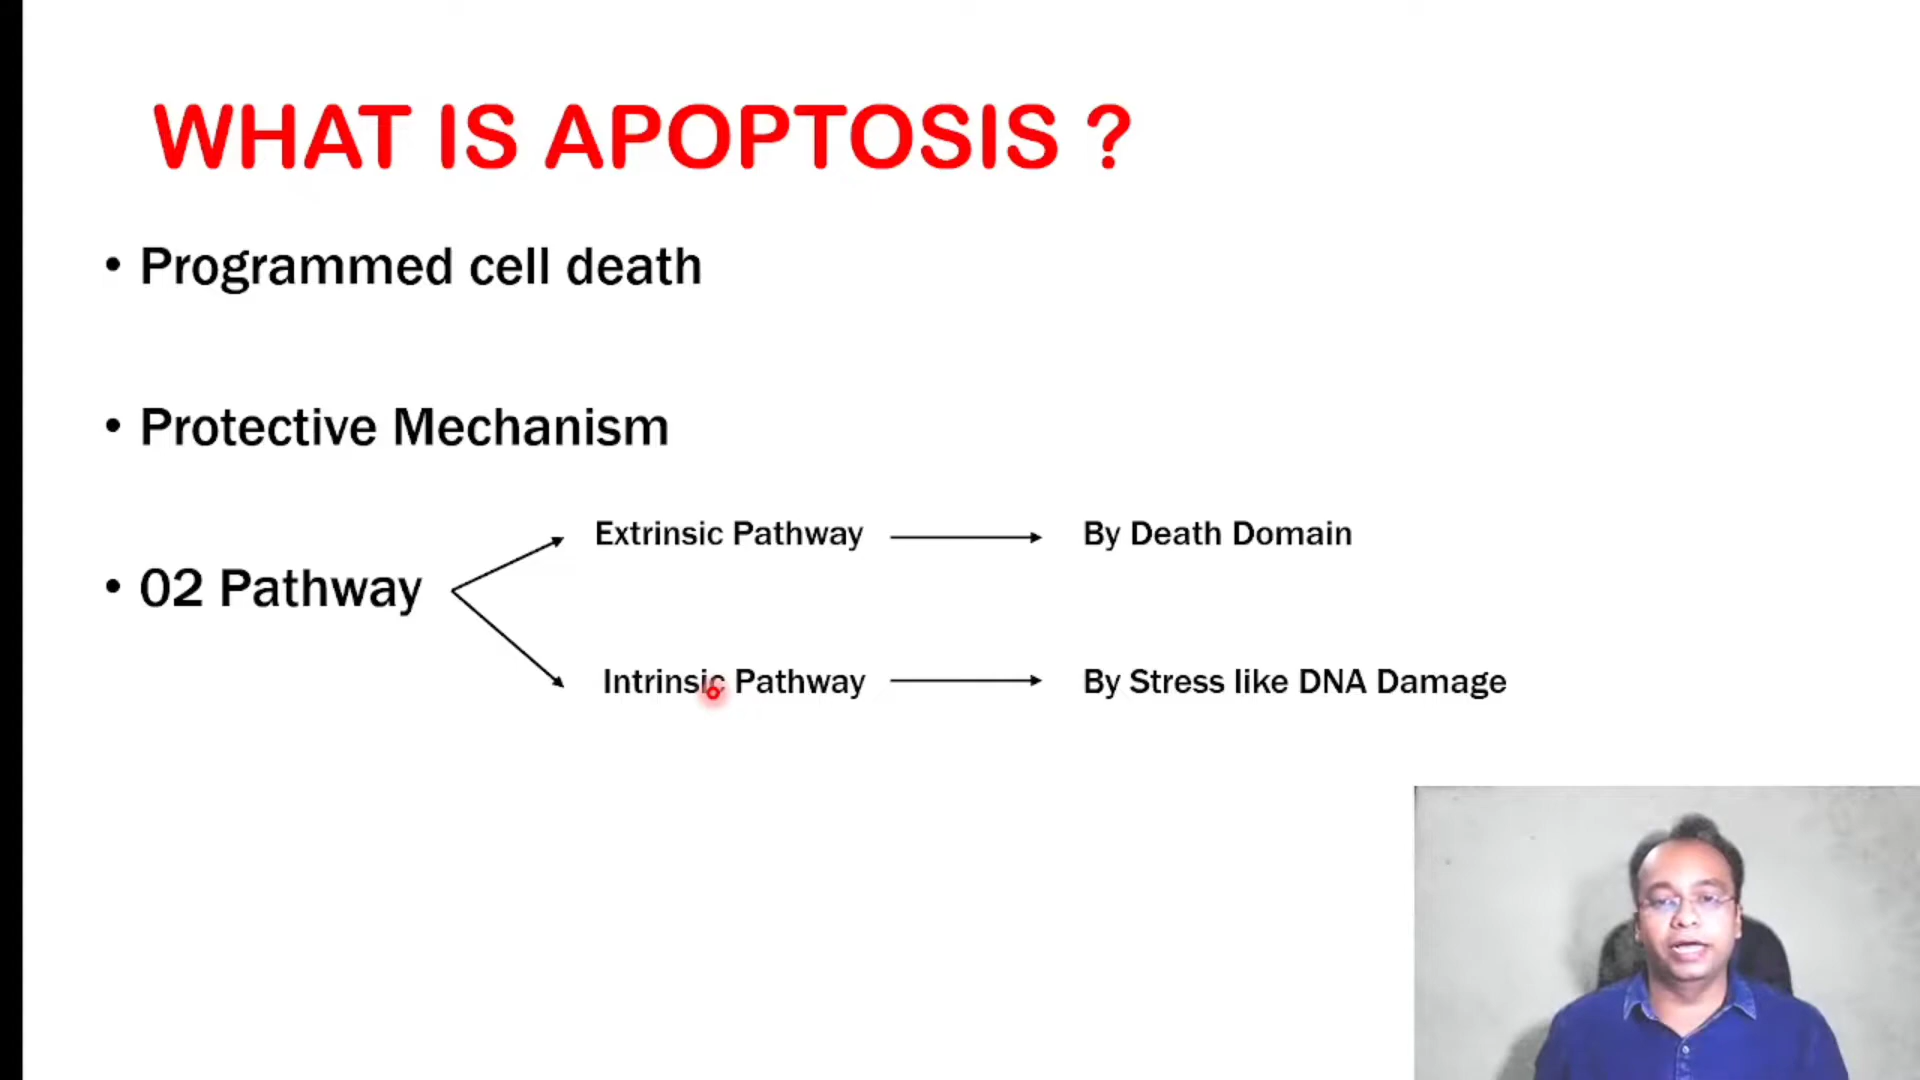 WHAT IS APOPTOSIS ?
• Programmed cell death
• Protective Mechanism
• 02 Pathway
Extrinsic Pathway
By Death Domain
Intrinsic Pathway
By Stress like DNA Damage